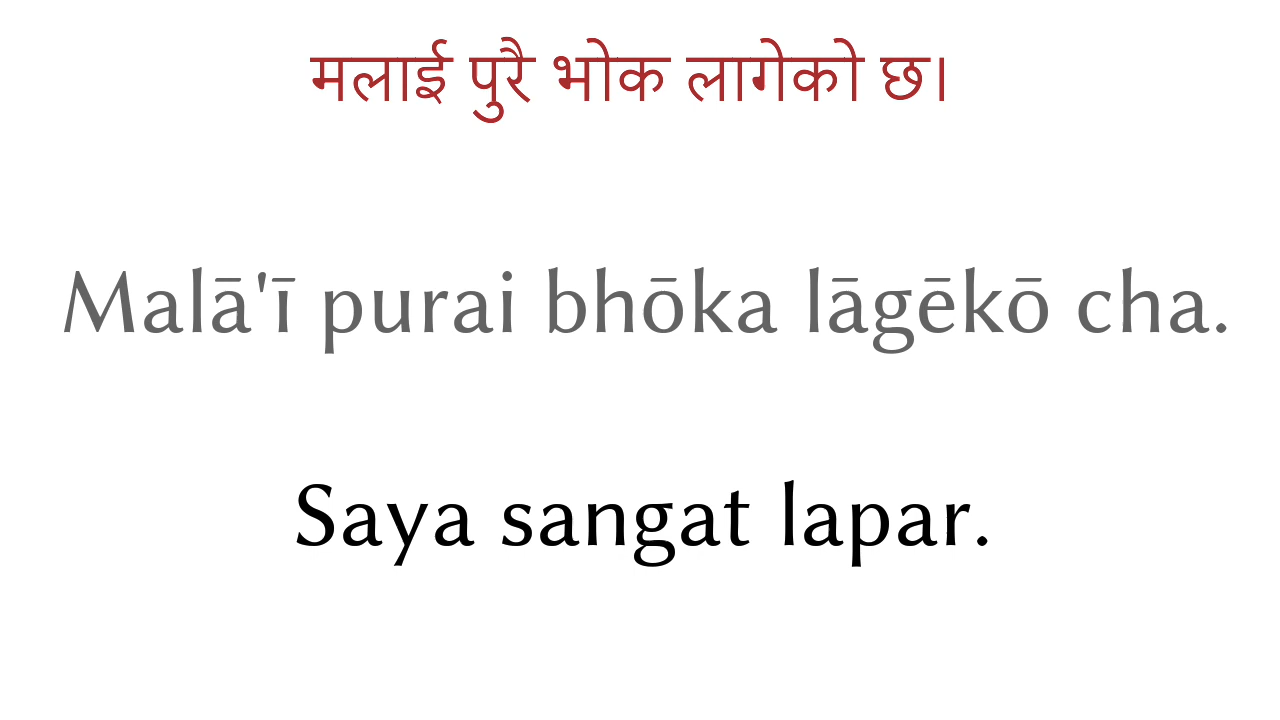 मलाई पुरै भोक लागेको छ।
Malā'ī purai bhōka lāgēkō cha.
Saya sangat lapar.